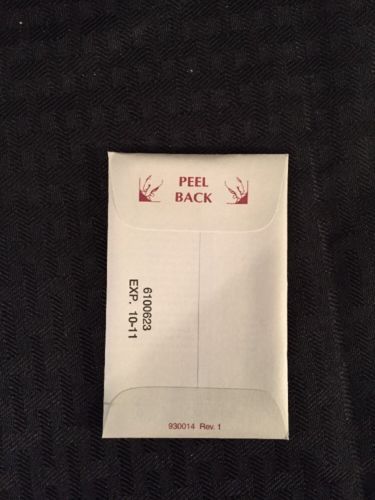 PEEL
BACK
6100623
EXP. 10-11
930014 Rev. 1